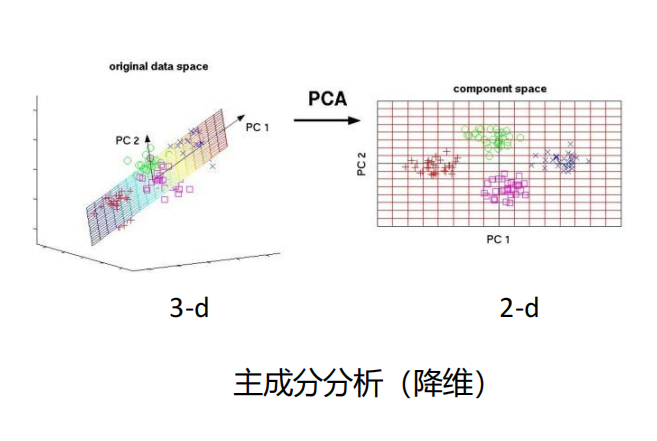 original data space
PC 2
PC 1
PCA
component space
PC 2
PC 1
3-d
2-d
主成分分析（降维）